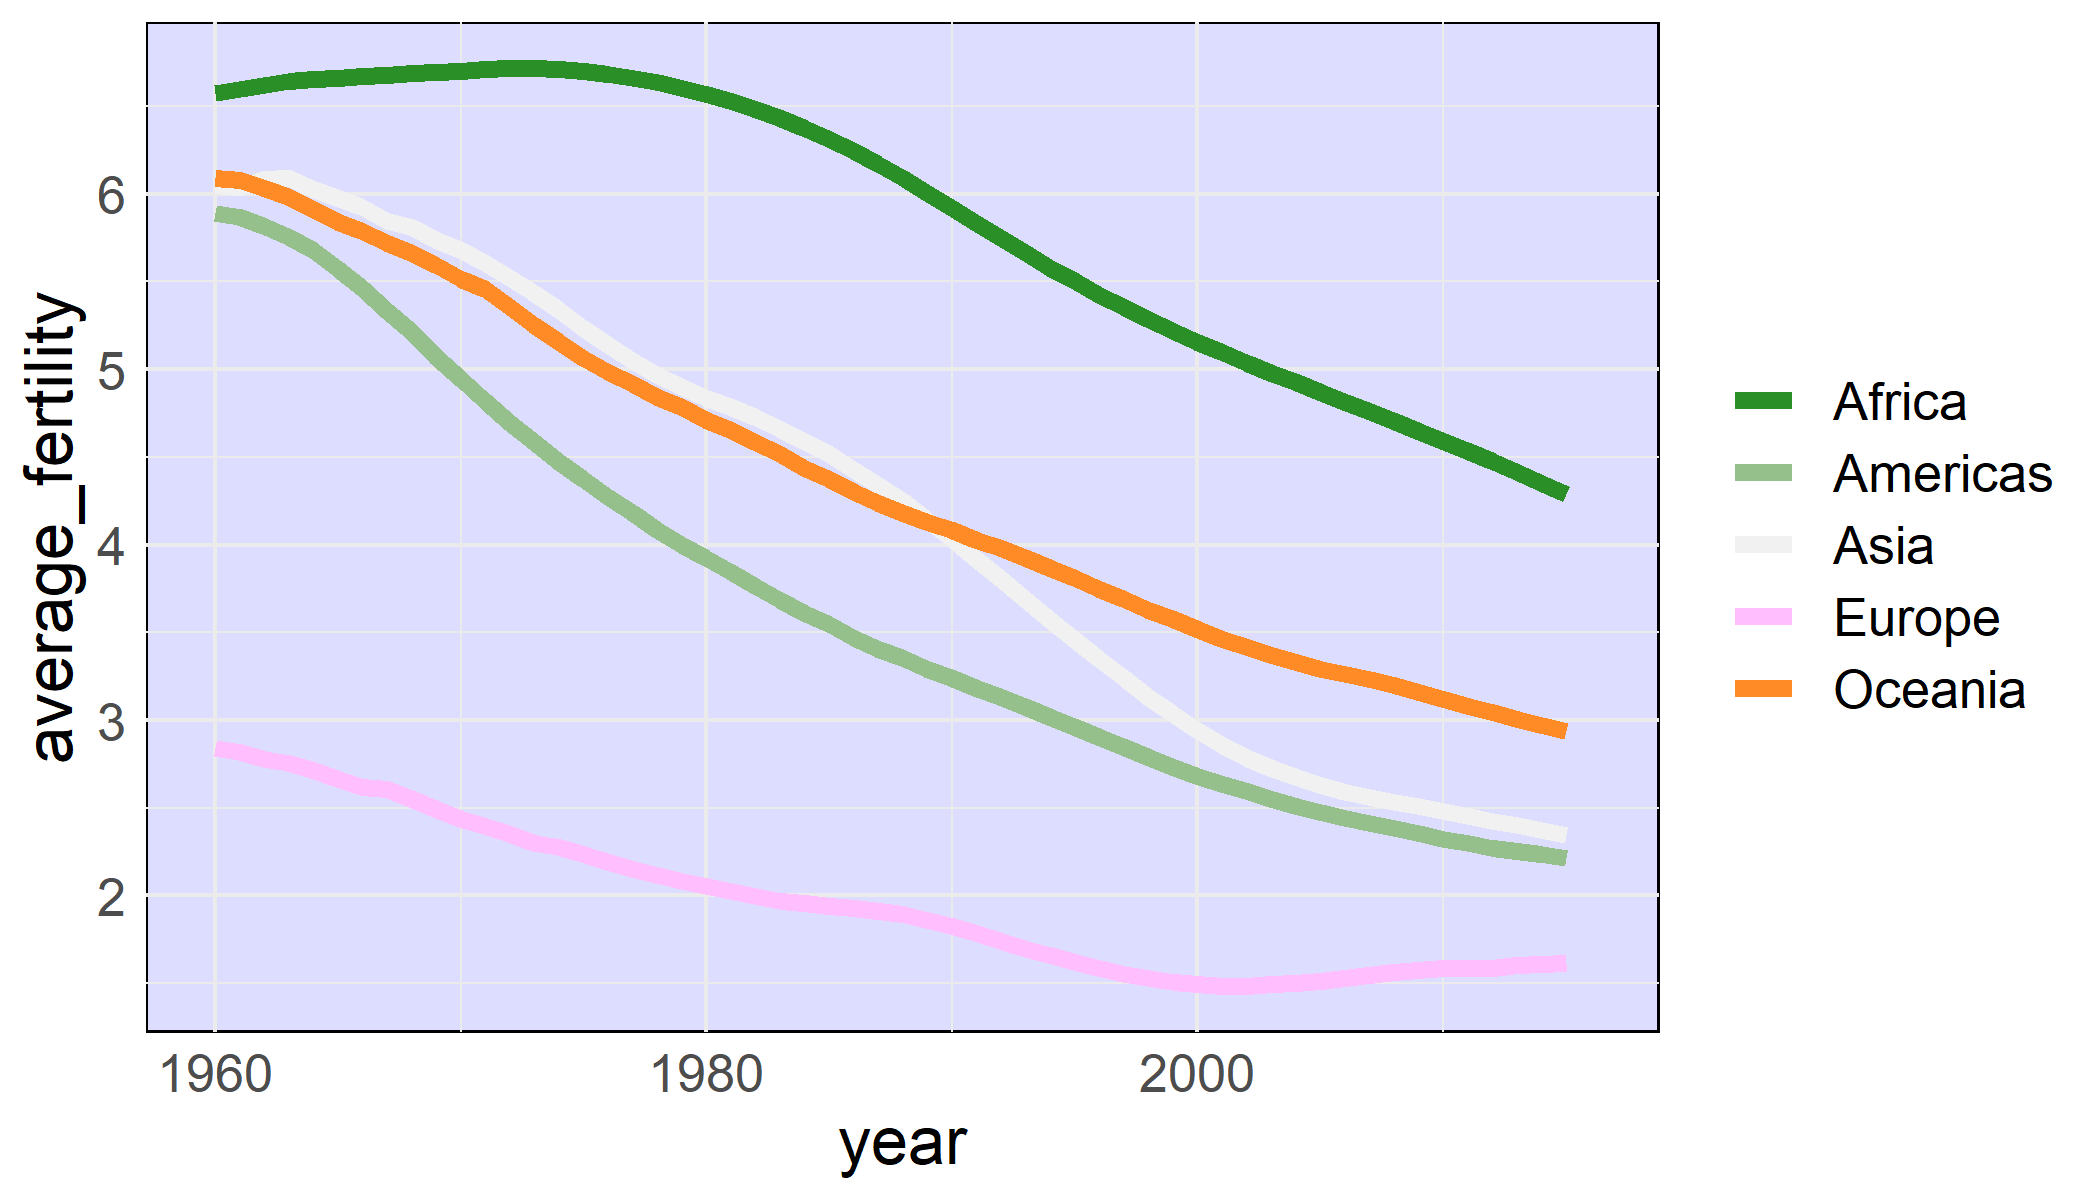 average_fertility
6
5
4
3
2
1960 1980 2000
year
Africa
Americas
Asia
Europe
Oceania